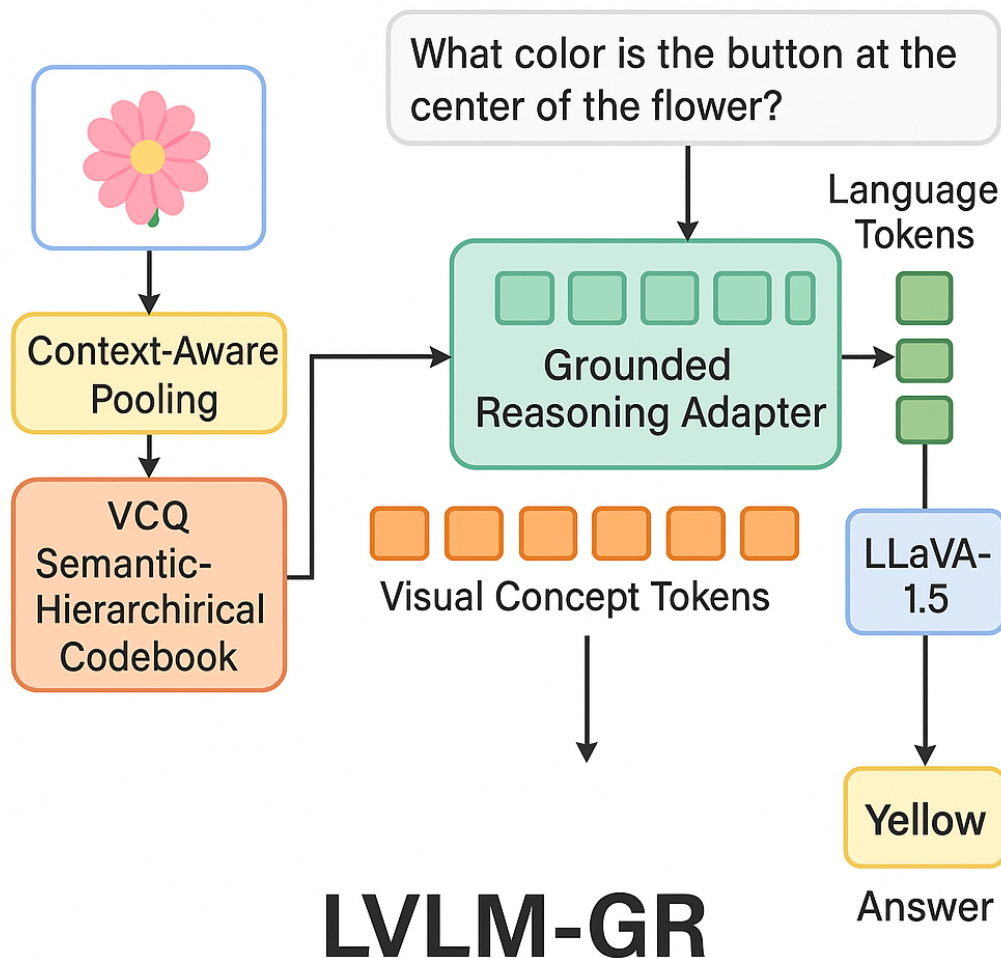 What color is the button at the
center of the flower?
Language
Tokens
Context-Aware
Pooling
Grounded
Reasoning Adapter
VCQ
Semantic-
Hierarchirical
Codebook
Visual Concept Tokens
LLaVA-
1.5
Yellow
Answer
LVLM-GR